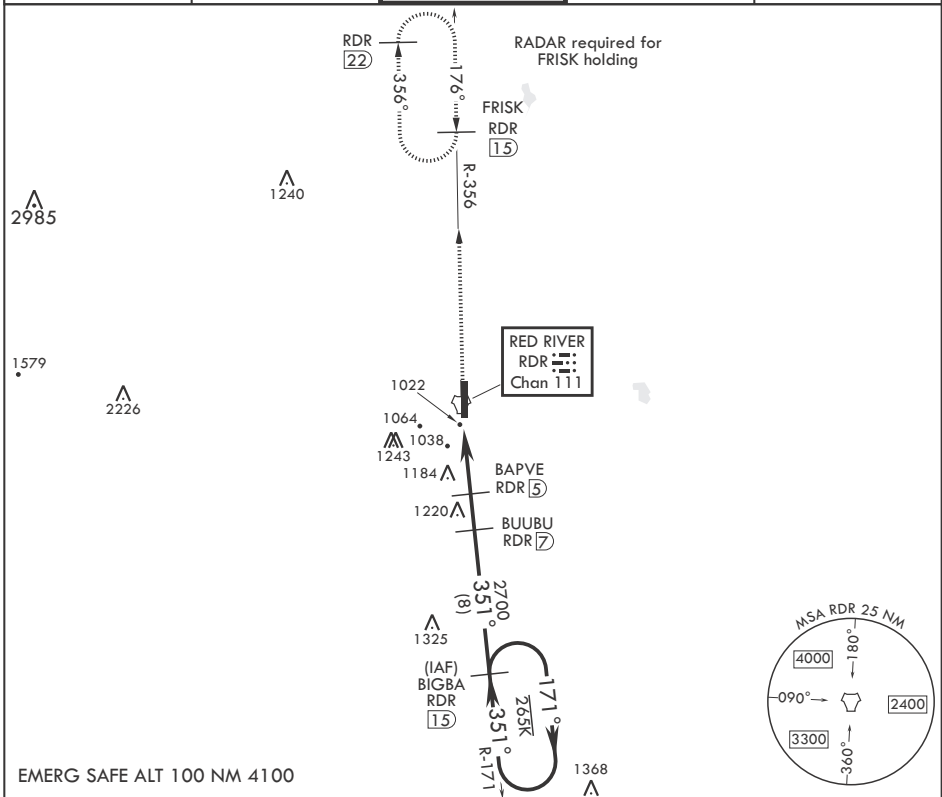 RDR
22
RADAR required for
FRISK holding
356°
176°
FRISK
RDR
15
R-356
1240
2985
RED RIVER
RDR
Chan 111
1579
2226
1022
1064
1038
1243
1184
BAPVE
RDR 5
1220
BUUBU
RDR 7
2700
351°
(8)
1325
(IAF)
BIGBA
RDR
15
171°
265K
351°
R-171
1368
MSA RDR 25 NM
4000
180°
090°
2400
3300
360°
EMERG SAFE ALT 100 NM 4100